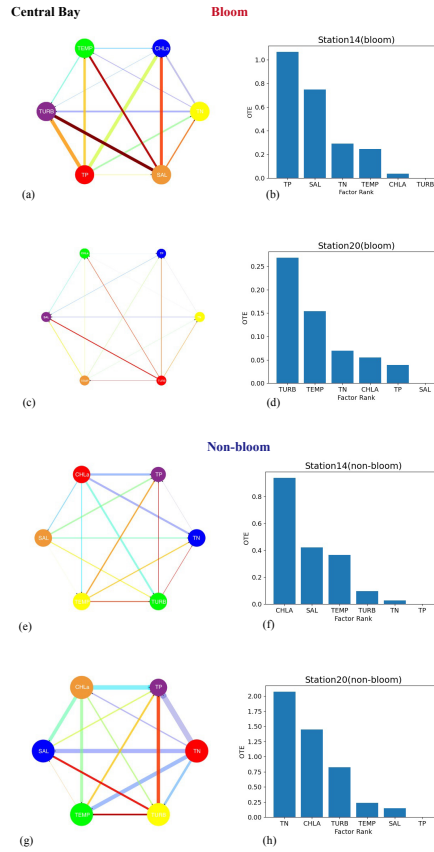 Central Bay
Bloom
TEMP
CHLa
TURB
TN
TP
SAL
(a)
Station14(bloom)
OTE
1.0
0.8
0.6
0.4
0.2
0.0
TP SAL TN TEMP CHLA TURB
Factor Rank
(b)
(c)
Station20(bloom)
OTE
0.25
0.20
0.15
0.10
0.05
0.00
TURB TEMP TN CHLA TP SAL
Factor Rank
(d)
Non-bloom
CHLa
TP
SAL
TN
TURB
(e)
Station14(non-bloom)
OTE
0.8
0.6
0.4
0.2
0.0
CHLA SAL TEMP TURB TN TP
Factor Rank
(f)
CHLa
TP
SAL
TN
TEMP
(g)
Station20(non-bloom)
OTE
2.00
1.75
1.50
1.25
1.00
0.75
0.50
0.25
0.00
TN CHLA TURB TEMP SAL TP
Factor Rank
(h)